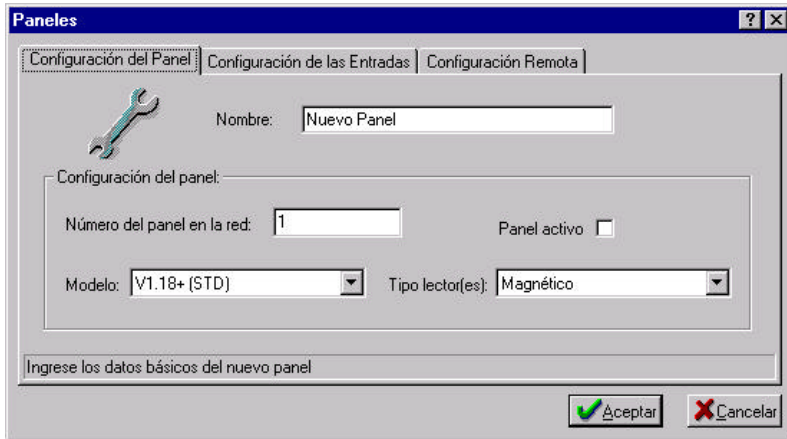 Paneles
Configuración del Panel Configuración de las Entradas Configuración Remota
Nombre: Nuevo Panel
Configuración del panel:
Número del panel en la red: 1 Panel activo
Modelo: V1.18+ (STD) Tipo lector(es): Magnético
Ingrese los datos básicos del nuevo panel
Aceptar Cancelar